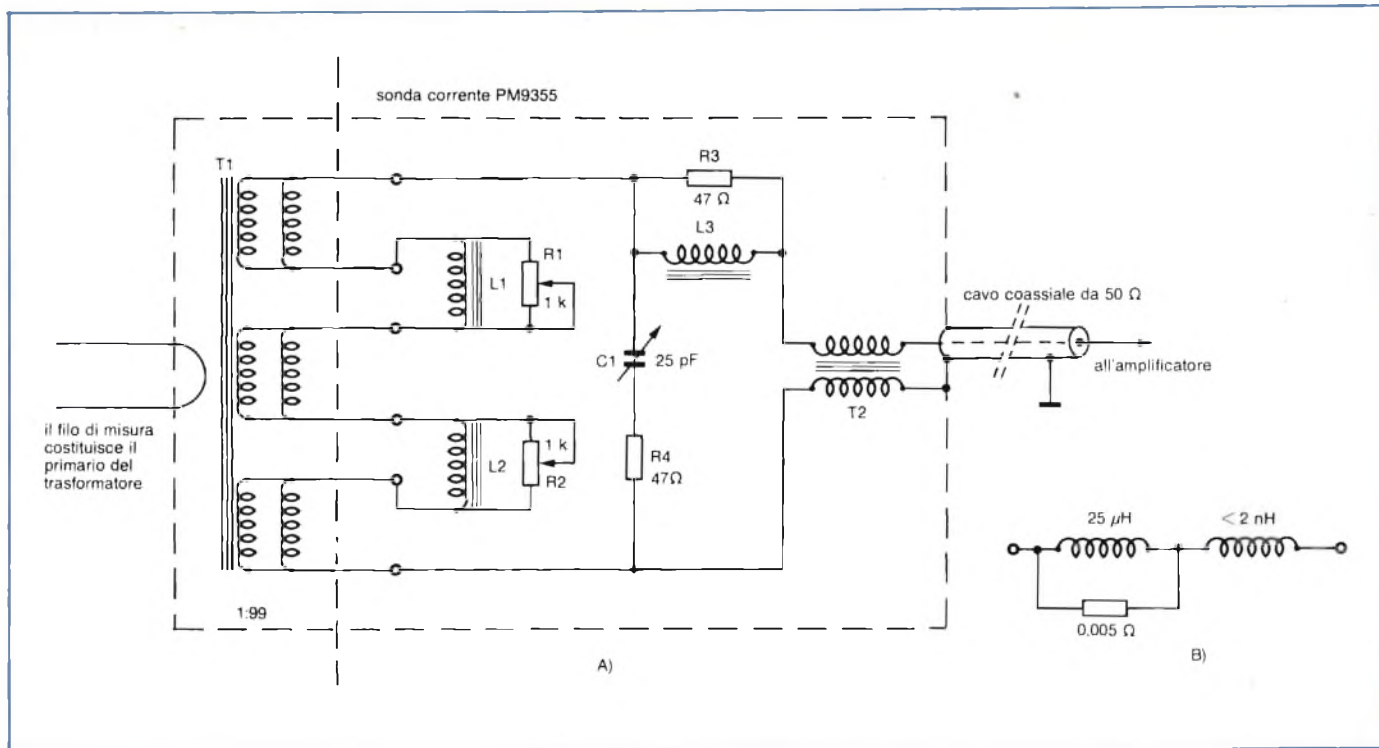 sonda corrente PM9355
T1
R3
47 Ω
L3
R1
L1
1 k
cavo coassiale da 50 Ω
C1
25 pF
all'amplificatore
T2
il filo di misura
costituisce il
primario del
trasformatore
1 k
L2
R2
R4
47Ω
25 μH
< 2 nH
0.005 Ω
1:99
A)
B)